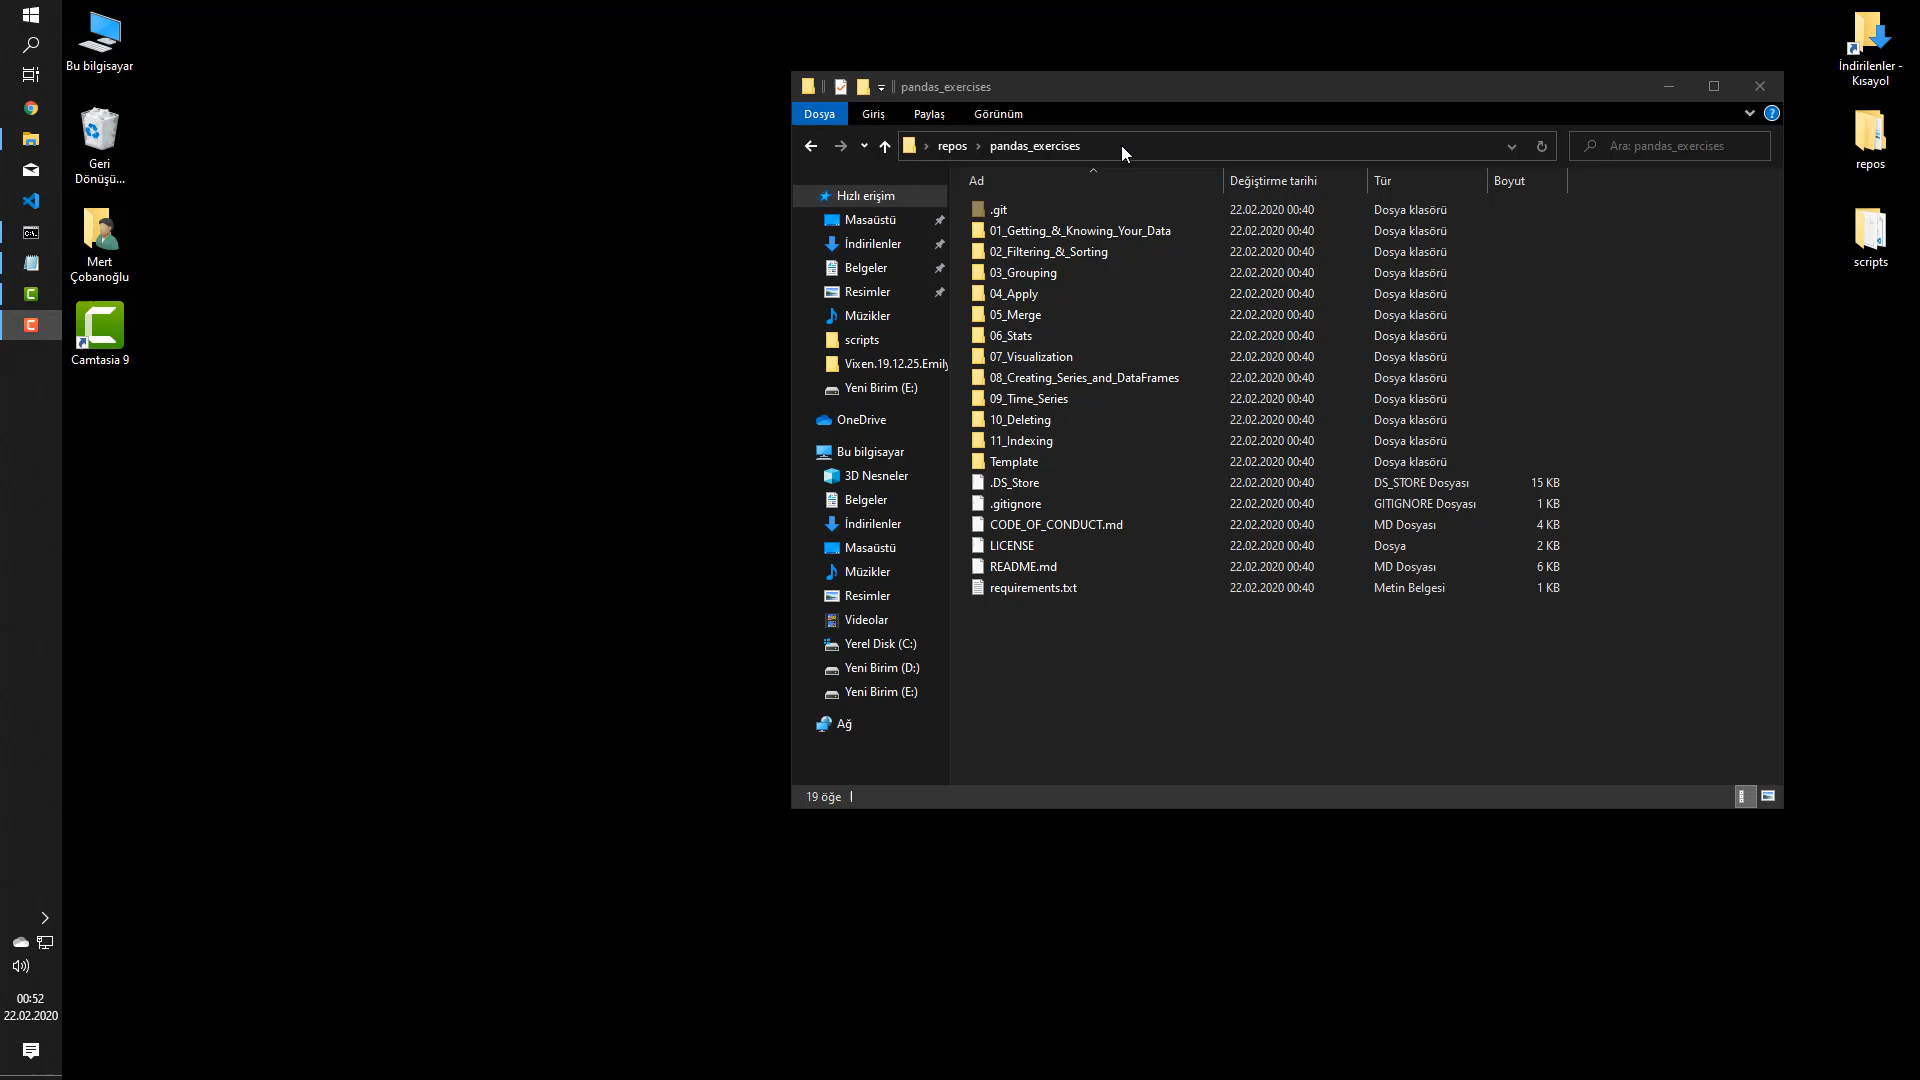 Bu bilgisayar
Geri
Dönüşü...
Mert
Çobanoğlu
Camtasia 9
00:52
22.02.2020
pandas_exercises
Dosya Giriş Paylaş Görünüm
repos pandas_exercises
Ara: pandas_exercises
Hızlı erişim
Masaüstü
İndirilenler
Belgeler
Resimler
Müzikler
scripts
Vixen.19.12.25.Emily
Yeni Birim (E:)
OneDrive
Bu bilgisayar
3D Nesneler
Belgeler
İndirilenler
Masaüstü
Müzikler
Resimler
Videolar
Yerel Disk (C:)
Yeni Birim (D:)
Yeni Birim (E:)
Ağ
Ad Değiştirme tarihi Tür Boyut
.git 22.02.2020 00:40 Dosya klasörü
01_Getting_&_Knowing_Your_Data 22.02.2020 00:40 Dosya klasörü
02_Filtering_&_Sorting 22.02.2020 00:40 Dosya klasörü
03_Grouping 22.02.2020 00:40 Dosya klasörü
04_Apply 22.02.2020 00:40 Dosya klasörü
05_Merge 22.02.2020 00:40 Dosya klasörü
06_Stats 22.02.2020 00:40 Dosya klasörü
07_Visualization 22.02.2020 00:40 Dosya klasörü
08_Creating_Series_and_DataFrames 22.02.2020 00:40 Dosya klasörü
09_Time_Series 22.02.2020 00:40 Dosya klasörü
10_Deleting 22.02.2020 00:40 Dosya klasörü
11_Indexing 22.02.2020 00:40 Dosya klasörü
Template 22.02.2020 00:40 Dosya klasörü
.DS_Store 22.02.2020 00:40 DS_STORE Dosyası 15 KB
.gitignore 22.02.2020 00:40 GITIGNORE Dosyası 1 KB
CODE_OF_CONDUCT.md 22.02.2020 00:40 MD Dosyası 4 KB
LICENSE 22.02.2020 00:40 Dosya 2 KB
README.md 22.02.2020 00:40 MD Dosyası 6 KB
requirements.txt 22.02.2020 00:40 Metin Belgesi 1 KB
19 öğe
İndirilenler -
Kısayol
repos
scripts